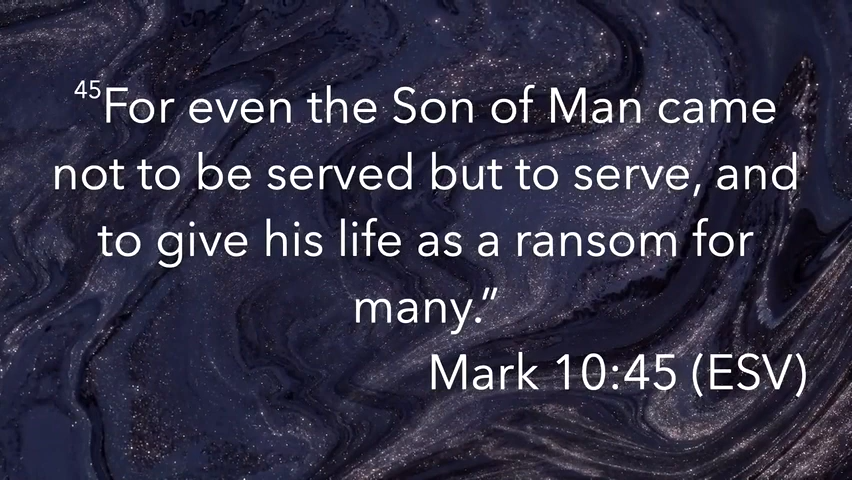 45For even the Son of Man came
not to be served but to serve, and
to give his life as a ransom for
many.”
Mark 10:45 (ESV)